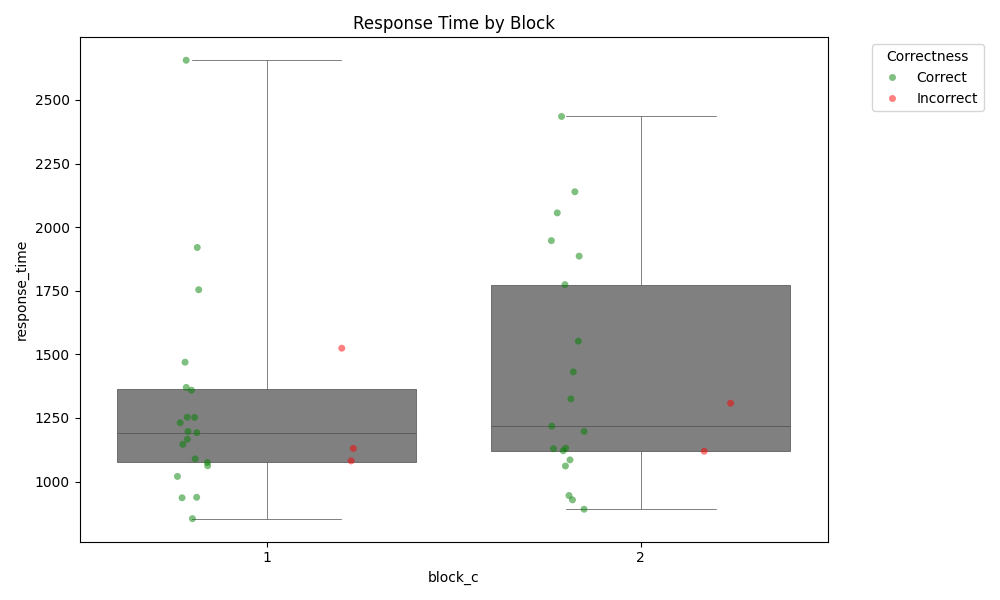 Response Time by Block
Correctness
Correct
Incorrect
2500
2250
2000
1750
1500
1250
1000
response_time
1
2
block_c